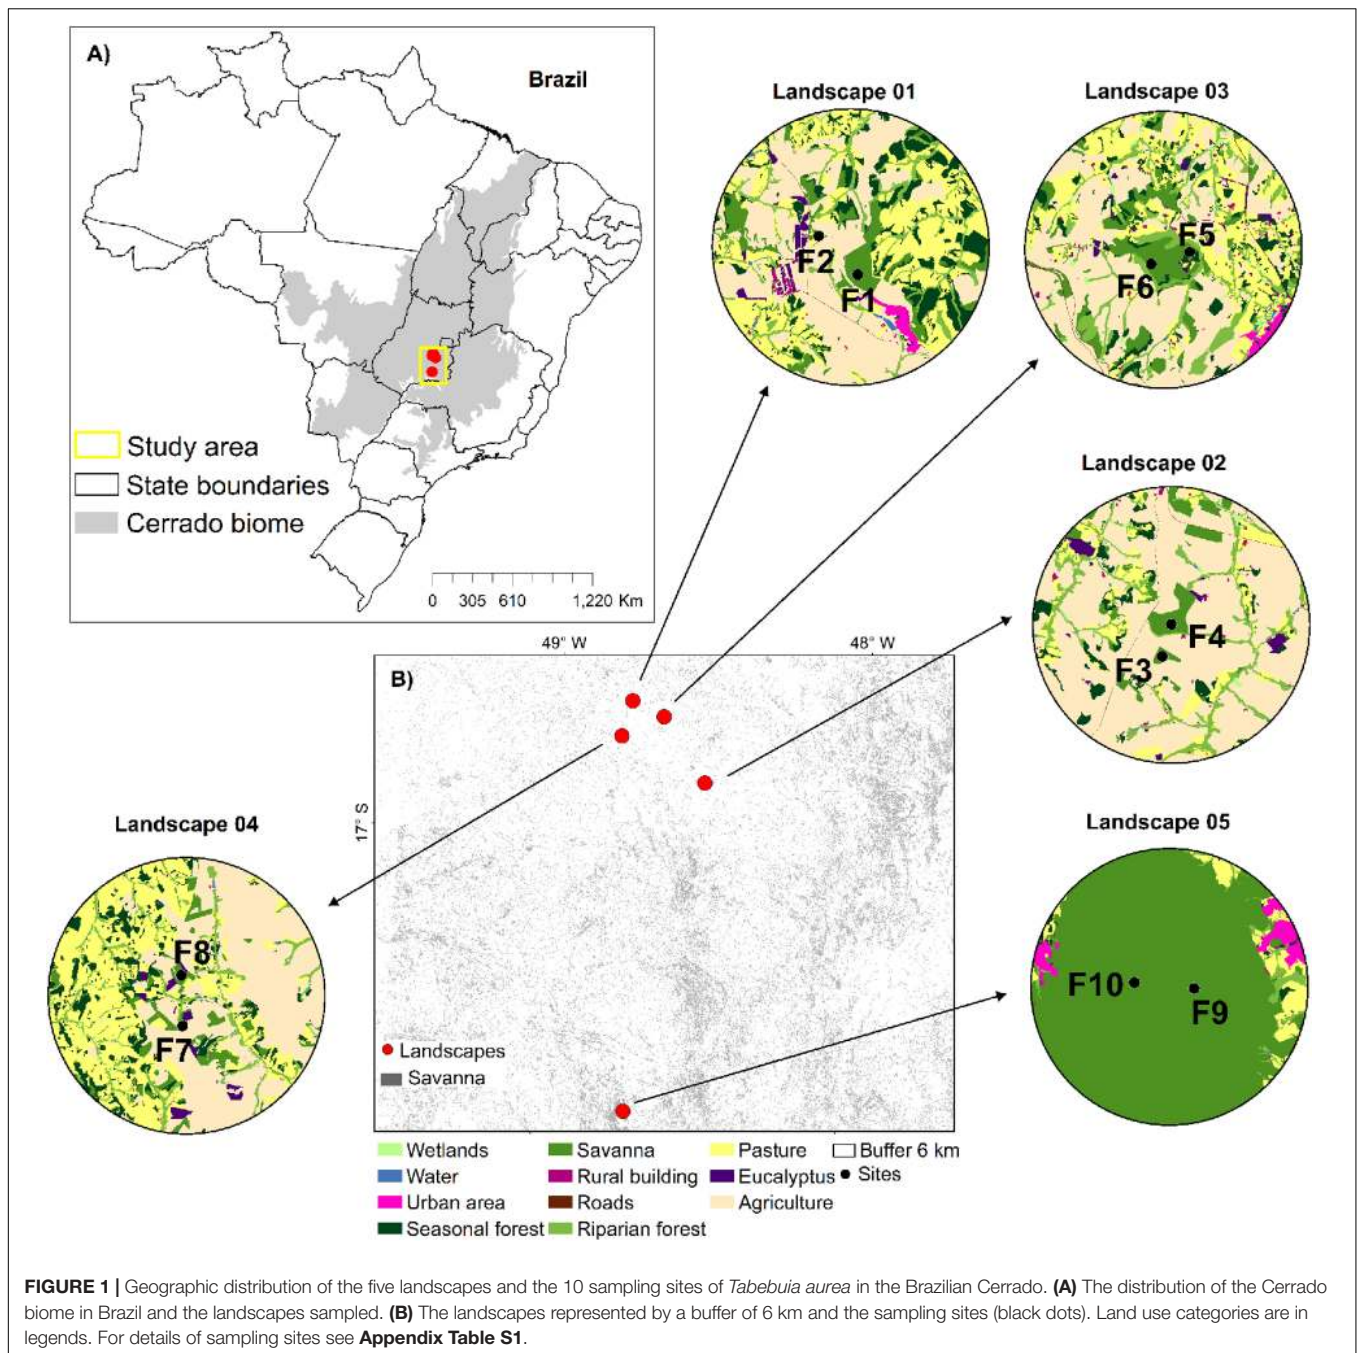 A)
Brazil
Study area
State boundaries
Cerrado biome
0 305 610 1,220 Km
Landscape 01
F2
F1
Landscape 03
F5
F6
Landscape 02
F4
F3
49° W 48° W
B)
17° S
Landscapes
Savanna
Landscape 04
F8
F7
Landscape 05
F10
F9
Wetlands Savanna Pasture Buffer 6 km
Water Rural building Eucalyptus Sites
Urban area Roads Agriculture
Seasonal forest Riparian forest
FIGURE 1 | Geographic distribution of the five landscapes and the 10 sampling sites of Tabebuia aurea in the Brazilian Cerrado. (A) The distribution of the Cerrado
biome in Brazil and the landscapes sampled. (B) The landscapes represented by a buffer of 6 km and the sampling sites (black dots). Land use categories are in
legends. For details of sampling sites see Appendix Table S1.